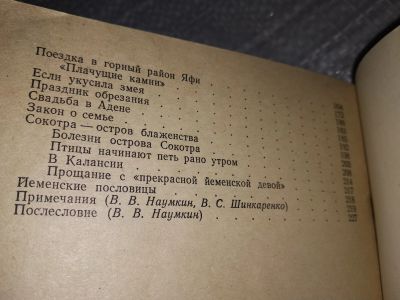 Поездка в горный район Яфи
«Плачущие камни»
Если укусила змея
Праздник обрезания
Свадьба в Адене
Закон о семье
Сокотра — остров блаженства
Болезни острова Сокотра
Птицы начинают петь рано утром
В Калансии
Прощание с «прекрасной йеменской девой»
Йеменские пословицы
Примечания (В. В. Наумкин, В. С. Шинкаренко)
Послесловие (В. В. Наумкин)